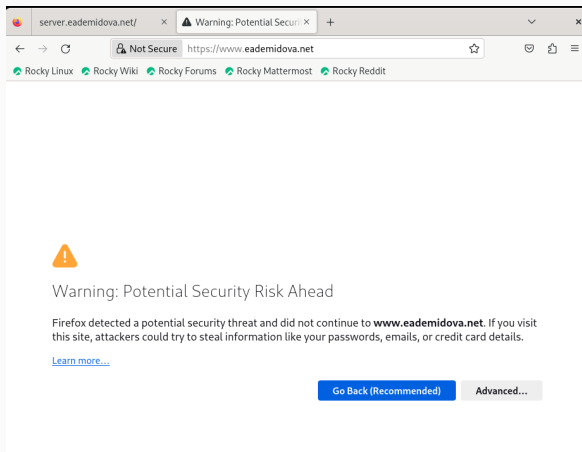 server.eademidova.net/
Warning: Potential Securi
Not Secure https://www.eademidova.net
Rocky Linux Rocky Wiki Rocky Forums Rocky Mattermost Rocky Reddit
Warning: Potential Security Risk Ahead
Firefox detected a potential security threat and did not continue to www.eademidova.net. If you visit
this site, attackers could try to steal information like your passwords, emails, or credit card details.
Learn more…
Go Back (Recommended) Advanced…